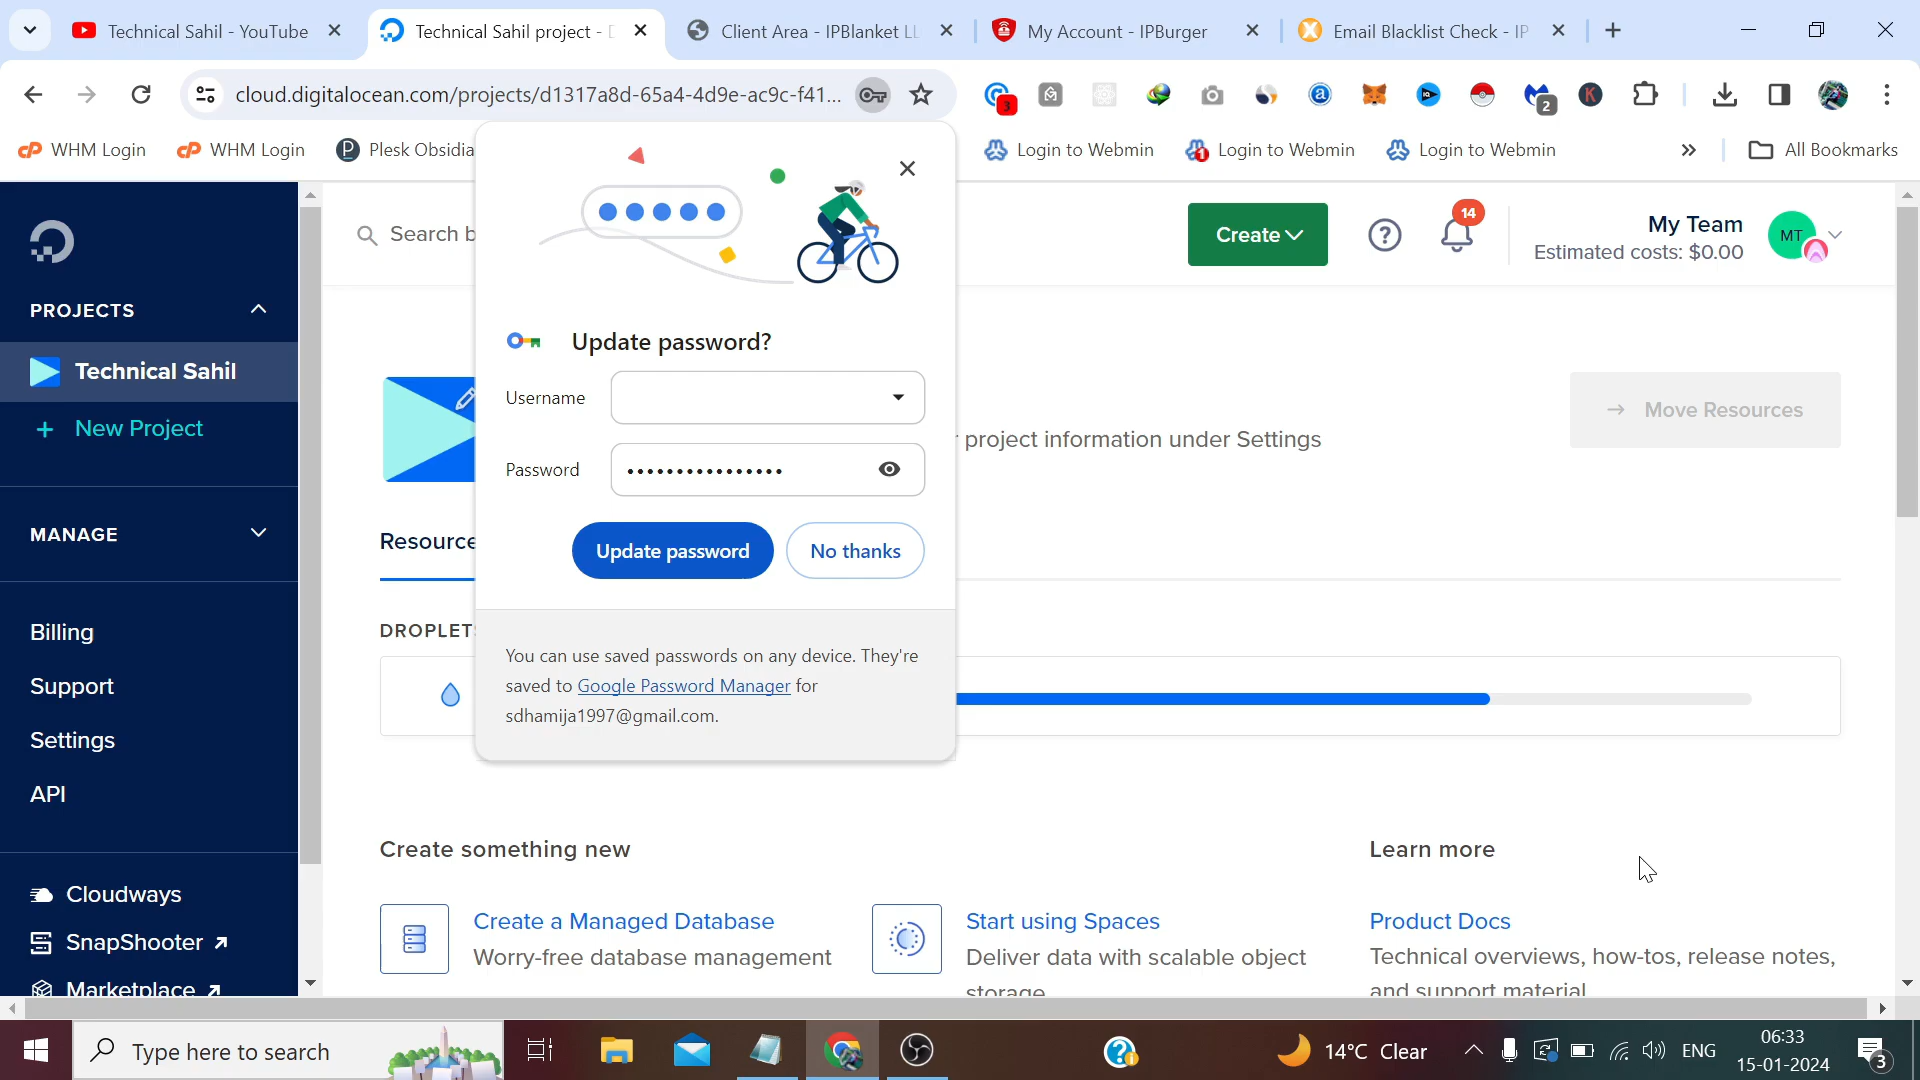 Technical Sahil - YouTube
Technical Sahil project -
Client Area - IPBlanket LL
My Account - IPBurger
Email Blacklist Check - IP
cloud.digitalocean.com/projects/d1317a8d-65a4-4d9e-ac9c-f41...
3
2
WHM Login
WHM Login
Plesk Obsidia
Login to Webmin
1
Login to Webmin
Login to Webmin
»
All Bookmarks
Search b
Create
14
My Team
Estimated costs: $0.00
MT
PROJECTS
Technical Sahil
+ New Project
MANAGE
Billing
Support
Settings
API
Cloudways
SnapShooter
Marketplace
Update password?
Username
Password
••••••••••••••••
Update password
No thanks
You can use saved passwords on any device. They're
saved to Google Password Manager for
sdhamija1997@gmail.com.
project information under Settings
Move Resources
Resource
DROPLETS
Create something new
Learn more
Create a Managed Database
Worry-free database management
Start using Spaces
Deliver data with scalable object
storage
Product Docs
Technical overviews, how-tos, release notes,
and support material
Type here to search
14°C Clear
ENG
06:33
15-01-2024
3